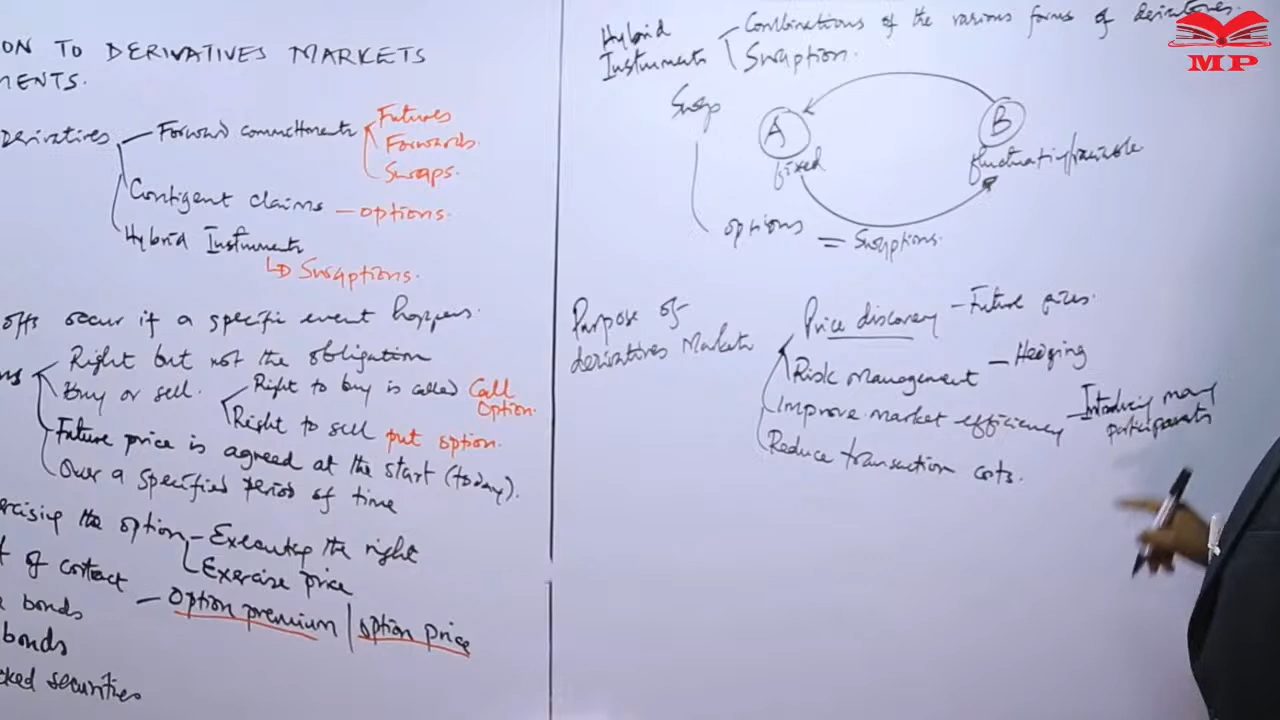 ON TO DERIVATIVES MARKETS
MENTS.
Derivatives
Forward commitments
Futures
Forwards
Swaps.
Contigent claims - options.
Hybrid Instruments
Swaptions.
offs occur if a specific event happens.
Right but not the obligation
Buy or sell.
Right to buy is called Call
Option.
Right to sell put option.
Future price is agreed at the start (today).
Over a specified period of time
ercising the option - Executing the right
Exercise price
of contract - Option premium / option price
bonds
bonds
ked securities
Hybrid
Instruments
Combinations of the various forms of derivatives.
Swaption.
Swap
A
fixed
B
fluctuating/variable
options = Swaptions.
Purpose of
derivatives Markets
Price discovery - Future prices.
Risk Management - Hedging
Improve market efficiency - Introducing many
participants
Reduce transaction costs.
MP